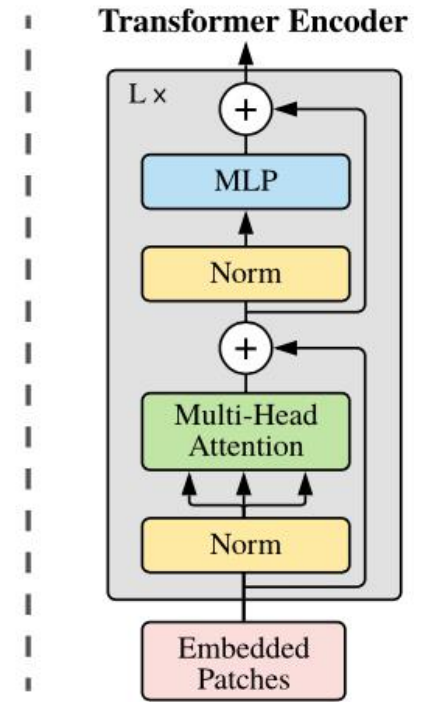 Transformer Encoder
L ×
+
MLP
Norm
+
Multi-Head
Attention
Norm
Embedded
Patches